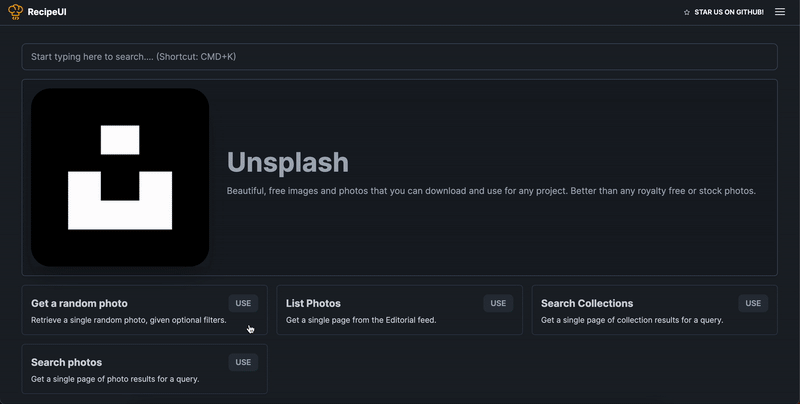 RecipeUI
STAR US ON GITHUB!
Start typing here to search.... (Shortcut: CMD+K)
Unsplash
Beautiful, free images and photos that you can download and use for any project. Better than any royalty free or stock photos.
Get a random photo
USE
Retrieve a single random photo, given optional filters.
List Photos
USE
Get a single page from the Editorial feed.
Search Collections
USE
Get a single page of collection results for a query.
Search photos
USE
Get a single page of photo results for a query.